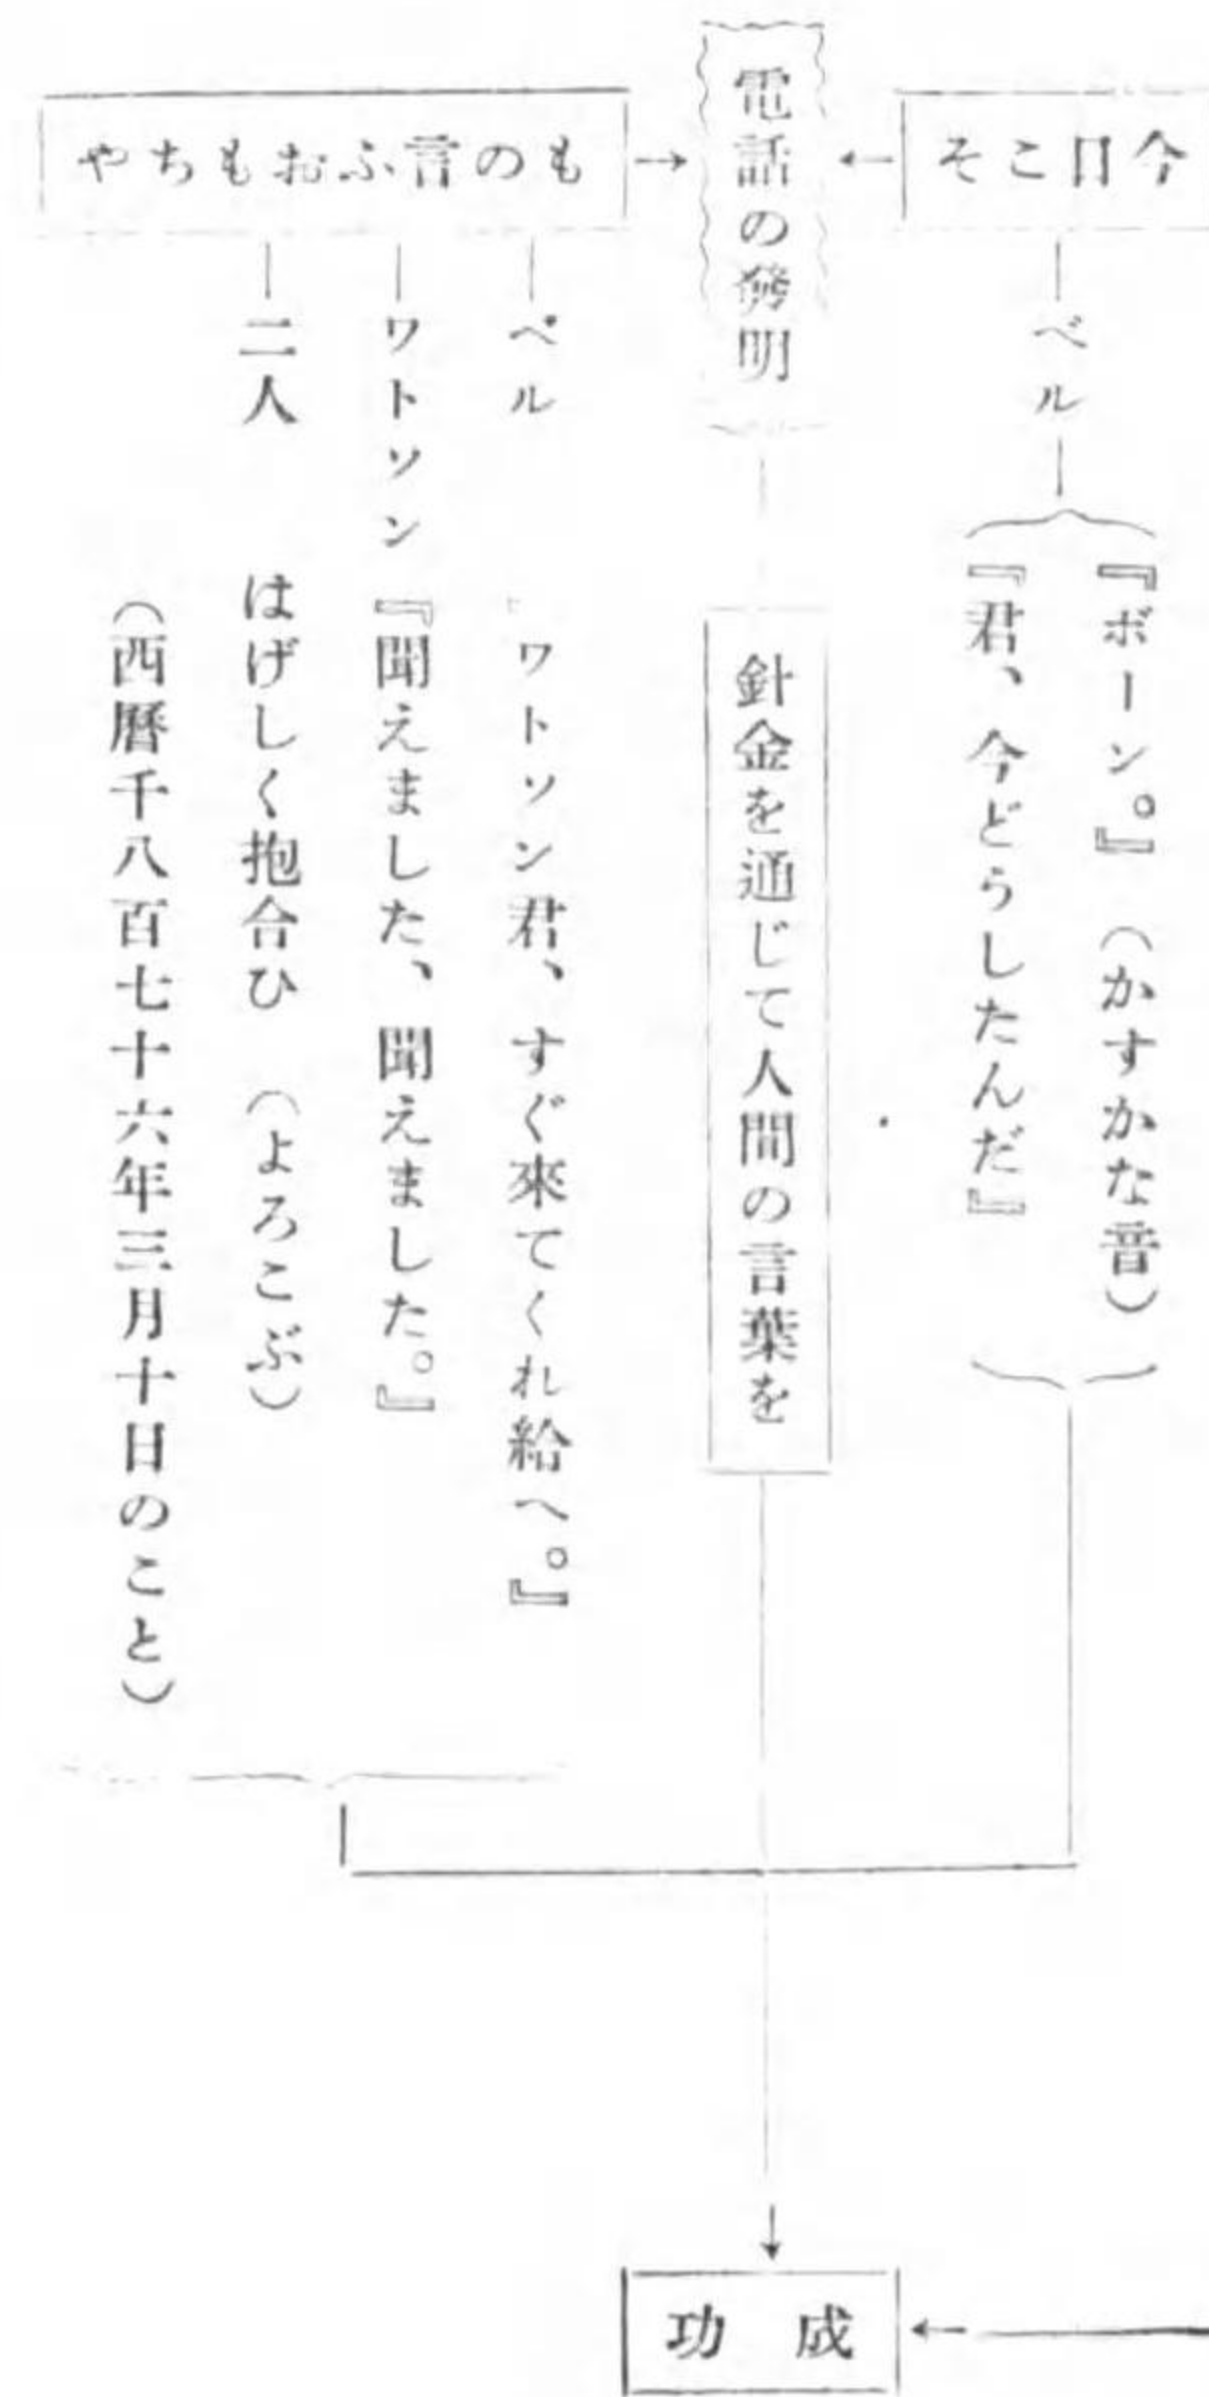 今日こそ
ベル
『ボーン。』(かすかな音)
『君、今どうしたんだ』
電話の發明
針金を通じて人間の言葉を
もの言ふおもちや
ベル
ワトソン君、すぐ來てくれ給へ。』
ワトソン
『聞えました、聞えました。』
二人
はげしく抱合ひ (よろこぶ)
(西曆千八百七十六年三月十日のこと)
成功